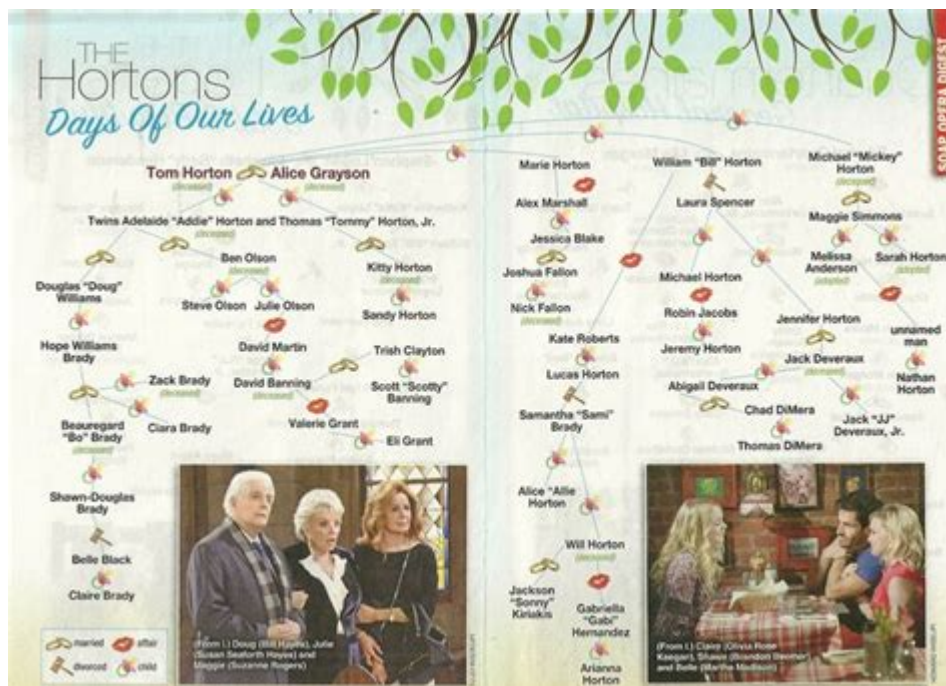 THE
Hortons
Days Of Our Lives
SOAP OPERA DIGEST
Tom Horton
(deceased)
Alice Grayson
(deceased)
Twins Adelaide "Addie" Horton and Thomas "Tommy" Horton, Jr.
(deceased)
Ben Olson
(deceased)
Kitty Horton
(deceased)
Douglas "Doug"
Williams
Steve Olson
Julie Olson
Sandy Horton
Hope Williams
Brady
David Martin
(deceased)
Trish Clayton
Zack Brady
(deceased)
David Banning
Scott "Scotty"
Banning
Beauregard
"Bo" Brady
(deceased)
Ciara Brady
Valerie Grant
Eli Grant
Shawn-Douglas
Brady
Belle Black
Claire Brady
married
affair
divorced
child
(From l.) Doug (Bill Hayes), Julie
(Susan Seaforth Hayes) and
Maggie (Suzanne Rogers)
Marie Horton
Alex Marshall
Jessica Blake
Joshua Fallon
Nick Fallon
(deceased)
William "Bill" Horton
Laura Spencer
Michael Horton
Robin Jacobs
Jeremy Horton
Kate Roberts
Lucas Horton
Samantha "Sami"
Brady
Alice "Allie
Horton
Will Horton
(deceased)
Jackson
"Sonny"
Kiriakis
Gabriella
"Gabi"
Hernandez
Arianna
Horton
Michael "Mickey"
Horton
(deceased)
Maggie Simmons
Melissa
Anderson
(adopted)
Sarah Horton
(adopted)
unnamed
man
Nathan
Horton
Jennifer Horton
Jack Deveraux
(deceased)
Abigail Deveraux
Chad DiMera
Thomas DiMera
Jack "JJ"
Deveraux, Jr.
(From l.) Claire (Olivia Rose
Keegan), Shawn (Brandon Beemer)
and Belle (Martha Madison)